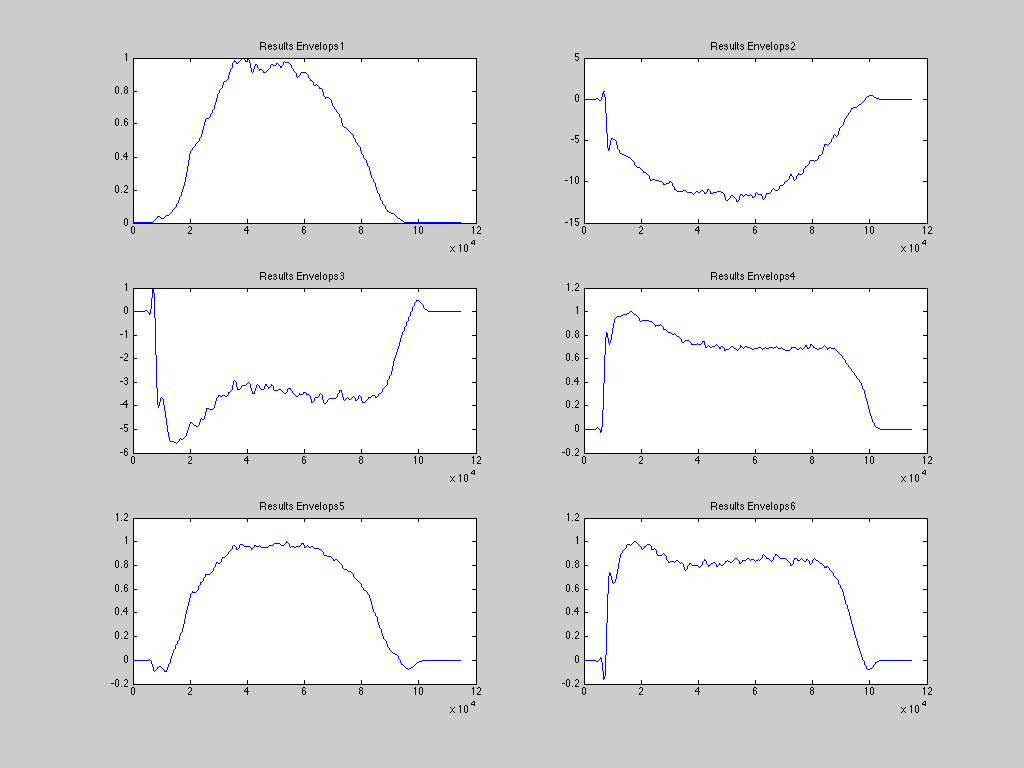 Results Envelops1
1
0.8
0.6
0.4
0.2
0
0 2 4 6 8 10 12
x 10^4
Results Envelops2
5
0
-5
-10
-15
0 2 4 6 8 10 12
x 10^4
Results Envelops3
1
0
-1
-2
-3
-4
-5
-6
0 2 4 6 8 10 12
x 10^4
Results Envelops4
1.2
1
0.8
0.6
0.4
0.2
0
-0.2
0 2 4 6 8 10 12
x 10^4
Results Envelops5
1.2
1
0.8
0.6
0.4
0.2
0
-0.2
0 2 4 6 8 10 12
x 10^4
Results Envelops6
1.2
1
0.8
0.6
0.4
0.2
0
-0.2
0 2 4 6 8 10 12
x 10^4